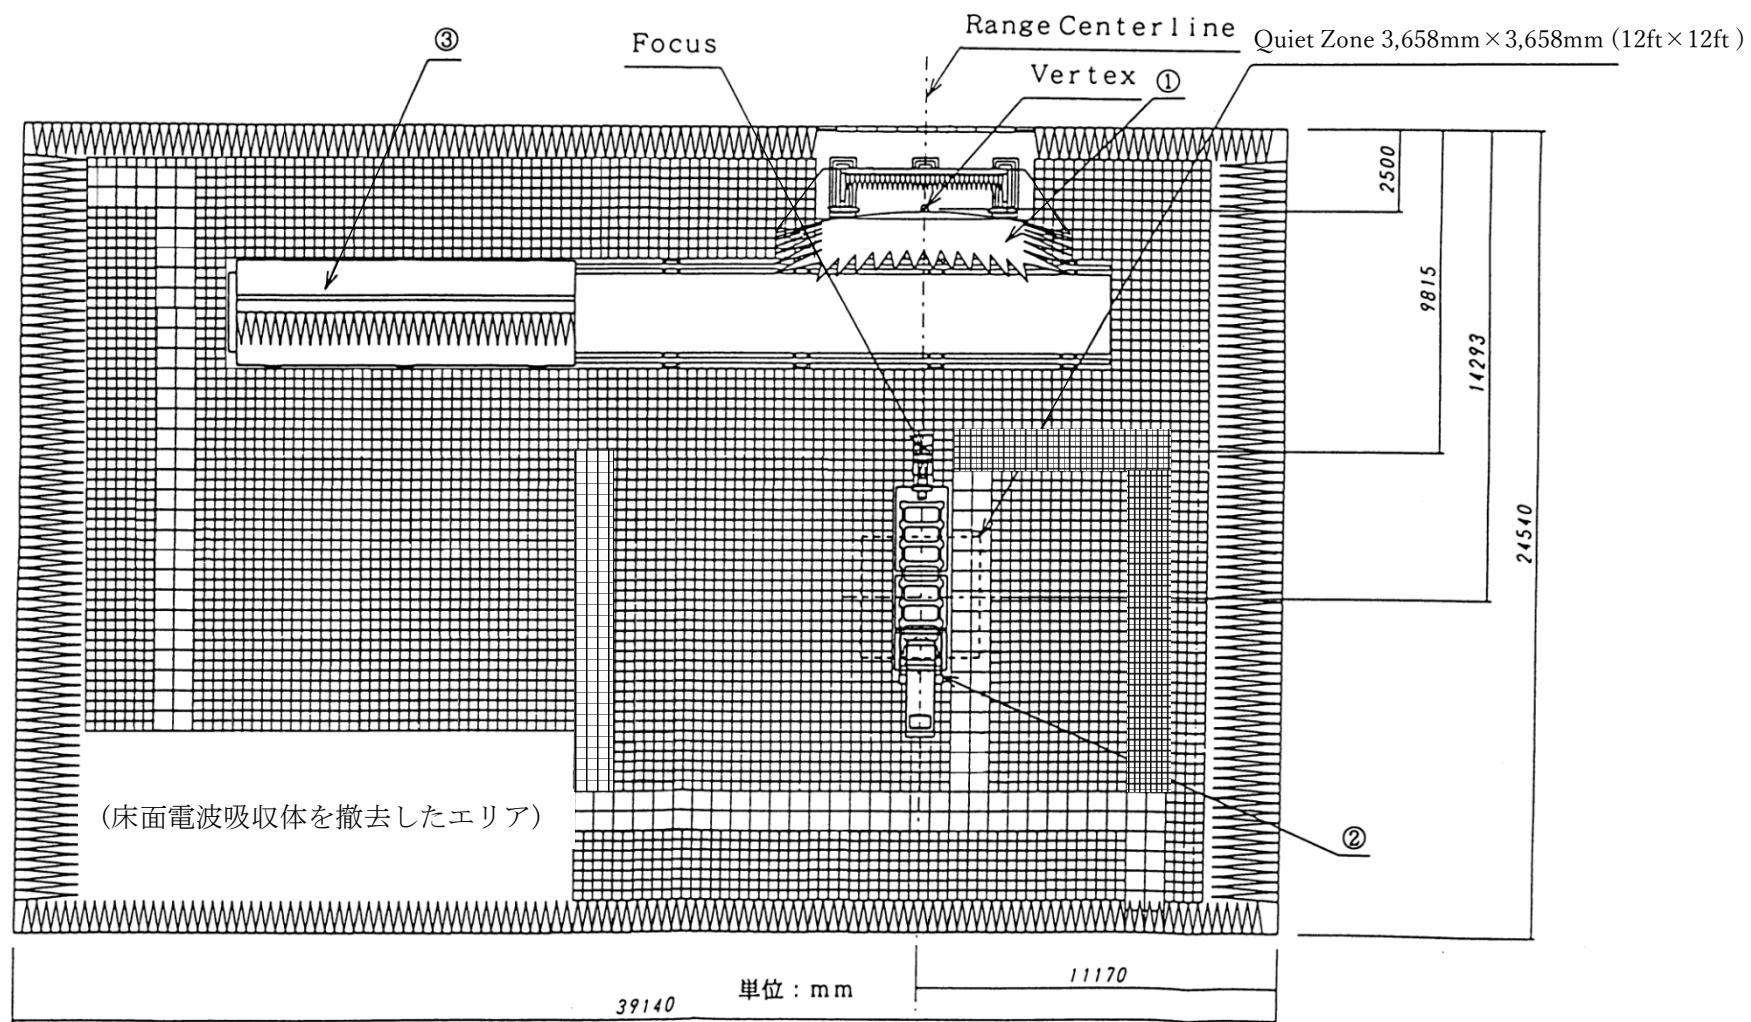 Range Centerline
③
Focus
Quiet Zone 3,658mm×3,658mm (12ft×12ft )
Vertex
①
2500
9815
14293
24540
(床面電波吸収体を撤去したエリア)
②
11170
単位：mm
39140